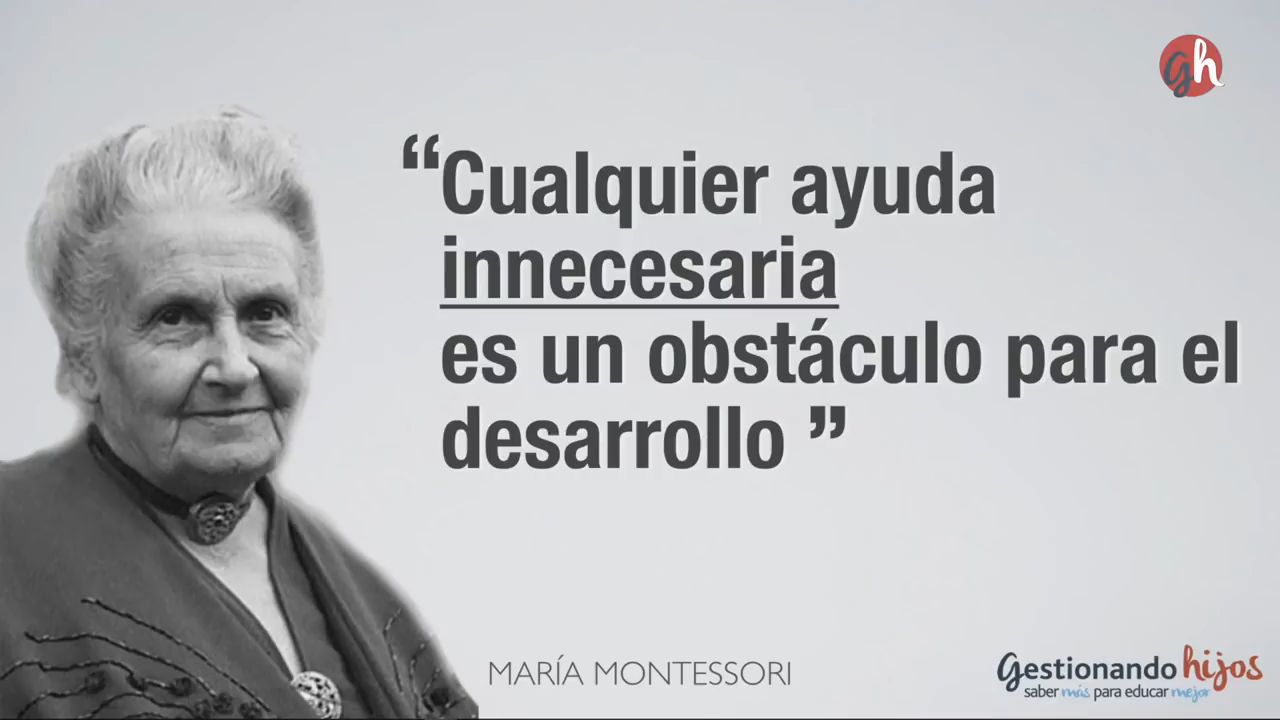 gh
“Cualquier ayuda
innecesaria
es un obstáculo para el
desarrollo ”
MARÍA MONTESSORI
Gestionando hijos
saber más para educar mejor